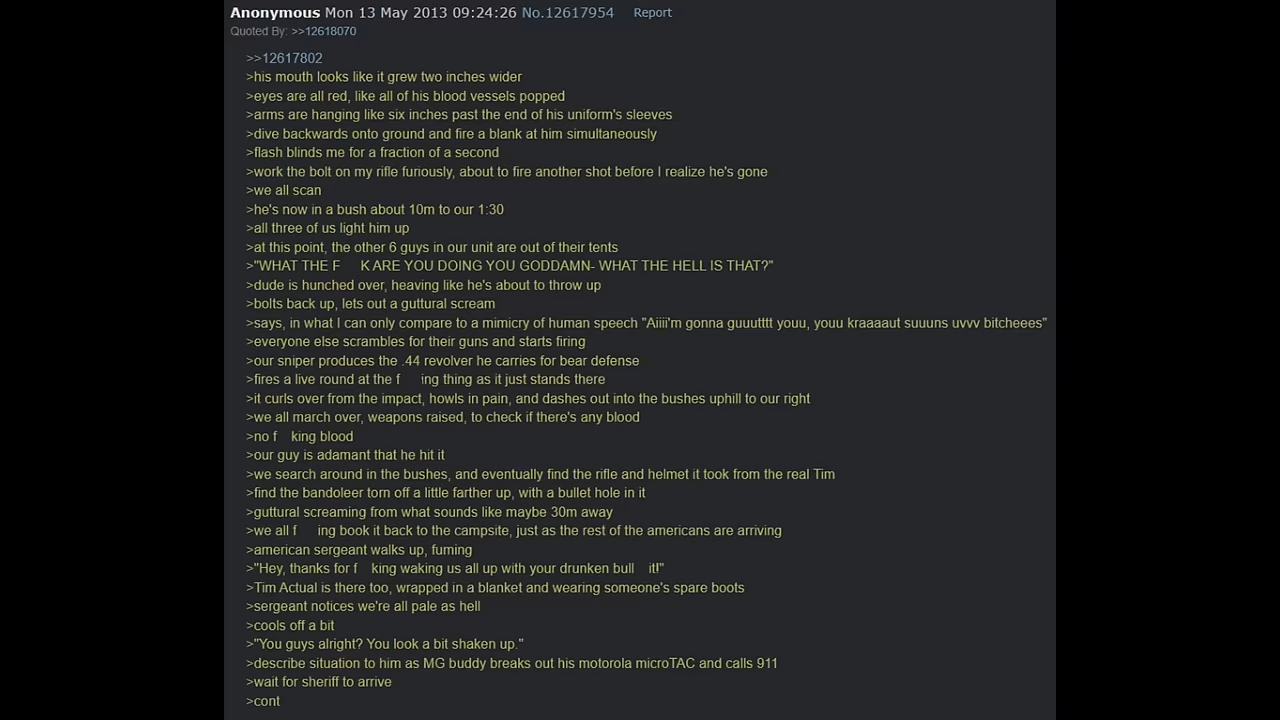 Anonymous Mon 13 May 2013 09:24:26 No.12617954 Report
Quoted By: >>12618070
>>12617802
>his mouth looks like it grew two inches wider
>eyes are all red, like all of his blood vessels popped
>arms are hanging like six inches past the end of his uniform's sleeves
>dive backwards onto ground and fire a blank at him simultaneously
>flash blinds me for a fraction of a second
>work the bolt on my rifle furiously, about to fire another shot before I realize he's gone
>we all scan
>he's now in a bush about 10m to our 1:30
>all three of us light him up
>at this point, the other 6 guys in our unit are out of their tents
>"WHAT THE F K ARE YOU DOING YOU GODDAMN- WHAT THE HELL IS THAT?"
>dude is hunched over, heaving like he's about to throw up
>bolts back up, lets out a guttural scream
>says, in what I can only compare to a mimicry of human speech "Aiiii'm gonna guuutttt youu, youu kraaaaut suuuns uvvv bitcheees"
>everyone else scrambles for their guns and starts firing
>our sniper produces the .44 revolver he carries for bear defense
>fires a live round at the f ing thing as it just stands there
>it curls over from the impact, howls in pain, and dashes out into the bushes uphill to our right
>we all march over, weapons raised, to check if there's any blood
>no f king blood
>our guy is adamant that he hit it
>we search around in the bushes, and eventually find the rifle and helmet it took from the real Tim
>find the bandoleer torn off a little farther up, with a bullet hole in it
>guttural screaming from what sounds like maybe 30m away
>we all f ing book it back to the campsite, just as the rest of the americans are arriving
>american sergeant walks up, fuming
>"Hey, thanks for f king waking us all up with your drunken bull it!"
>Tim Actual is there too, wrapped in a blanket and wearing someone's spare boots
>sergeant notices we're all pale as hell
>cools off a bit
>"You guys alright? You look a bit shaken up."
>describe situation to him as MG buddy breaks out his motorola microTAC and calls 911
>wait for sheriff to arrive
>cont